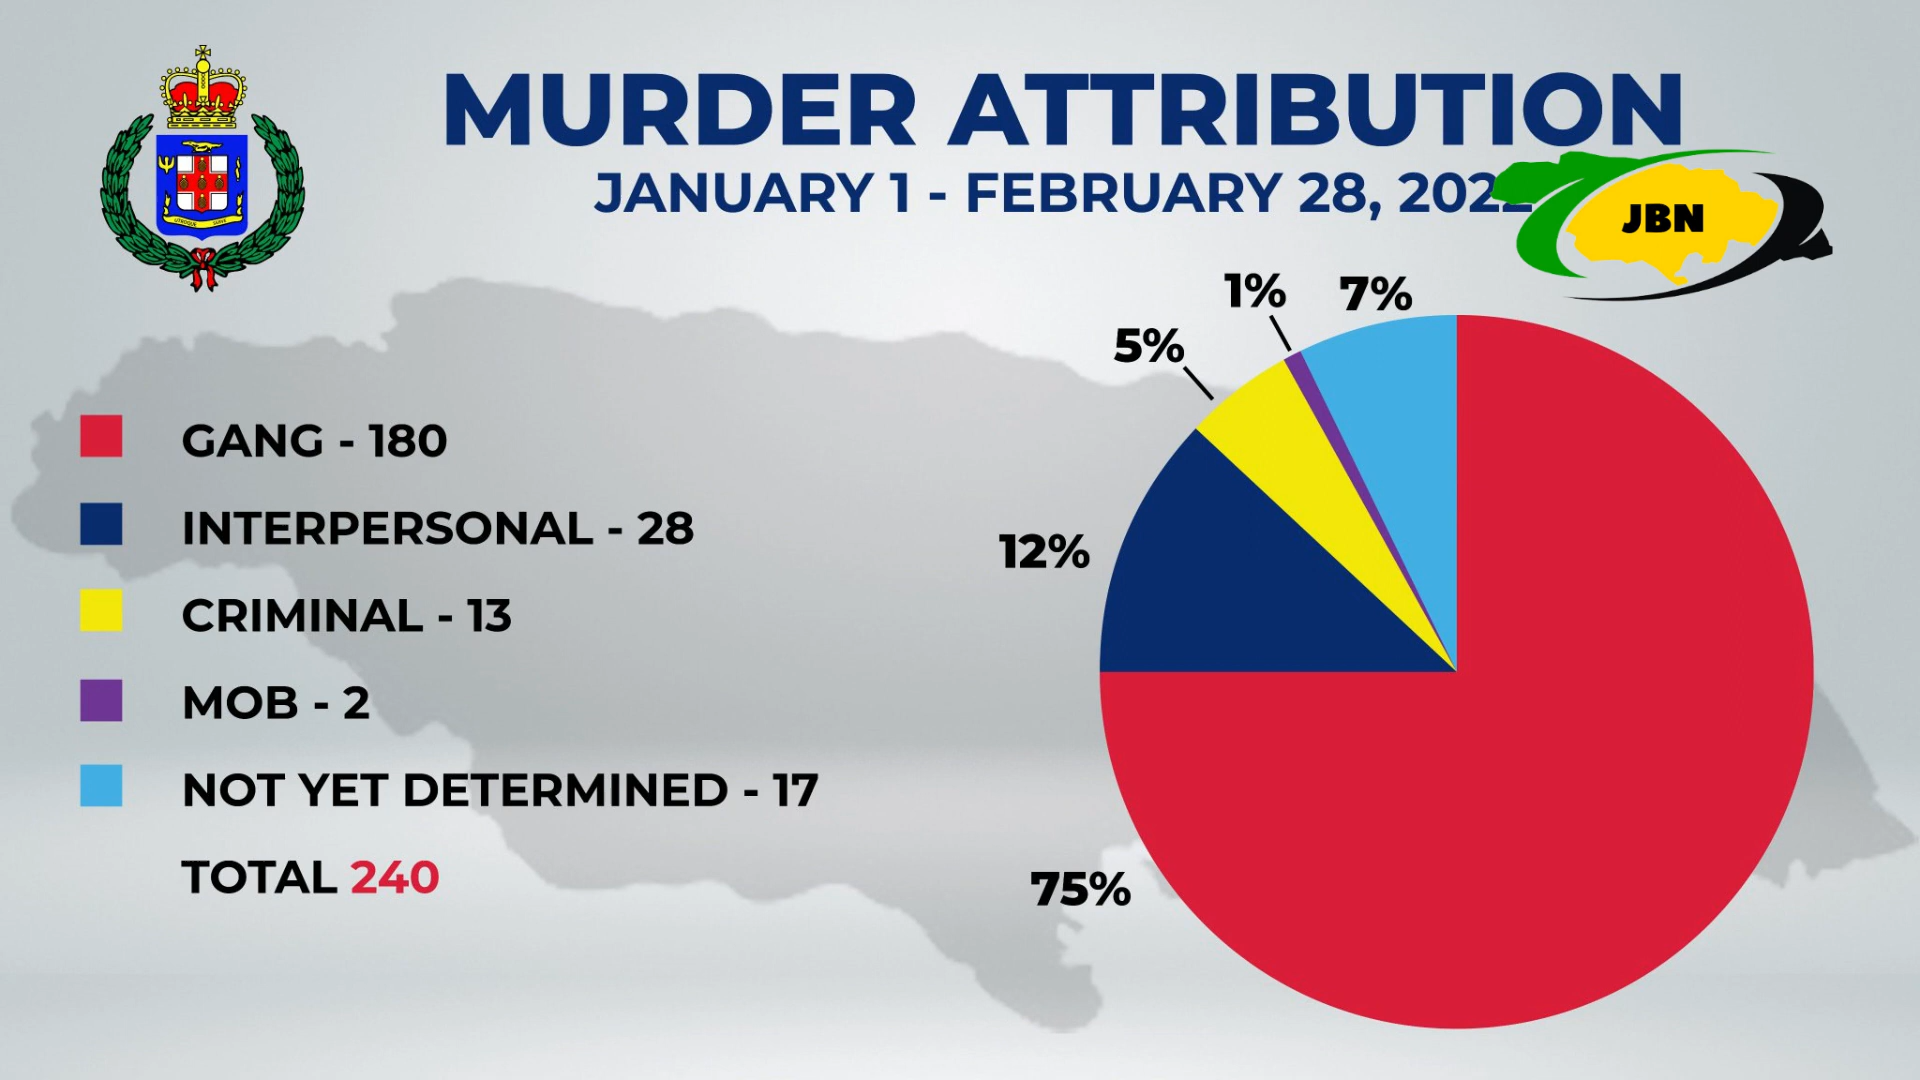 MURDER ATTRIBUTION
JANUARY 1 - FEBRUARY 28, 2022
JBN
1%
7%
5%
12%
75%
GANG - 180
INTERPERSONAL - 28
CRIMINAL - 13
MOB - 2
NOT YET DETERMINED - 17
TOTAL 240